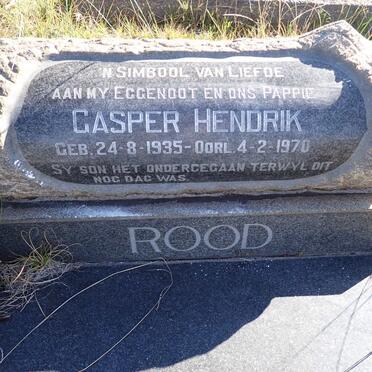 'N SIMBOOL VAN LIEFDE
AAN MY EGGENOOT EN ONS PAPPIE
CASPER HENDRIK
GEB. 24-8-1935-OORL. 4-2-1970
SY SON HET ONDERGEGAAN TERWYL DIT
NOG DAG WAS.
ROOD